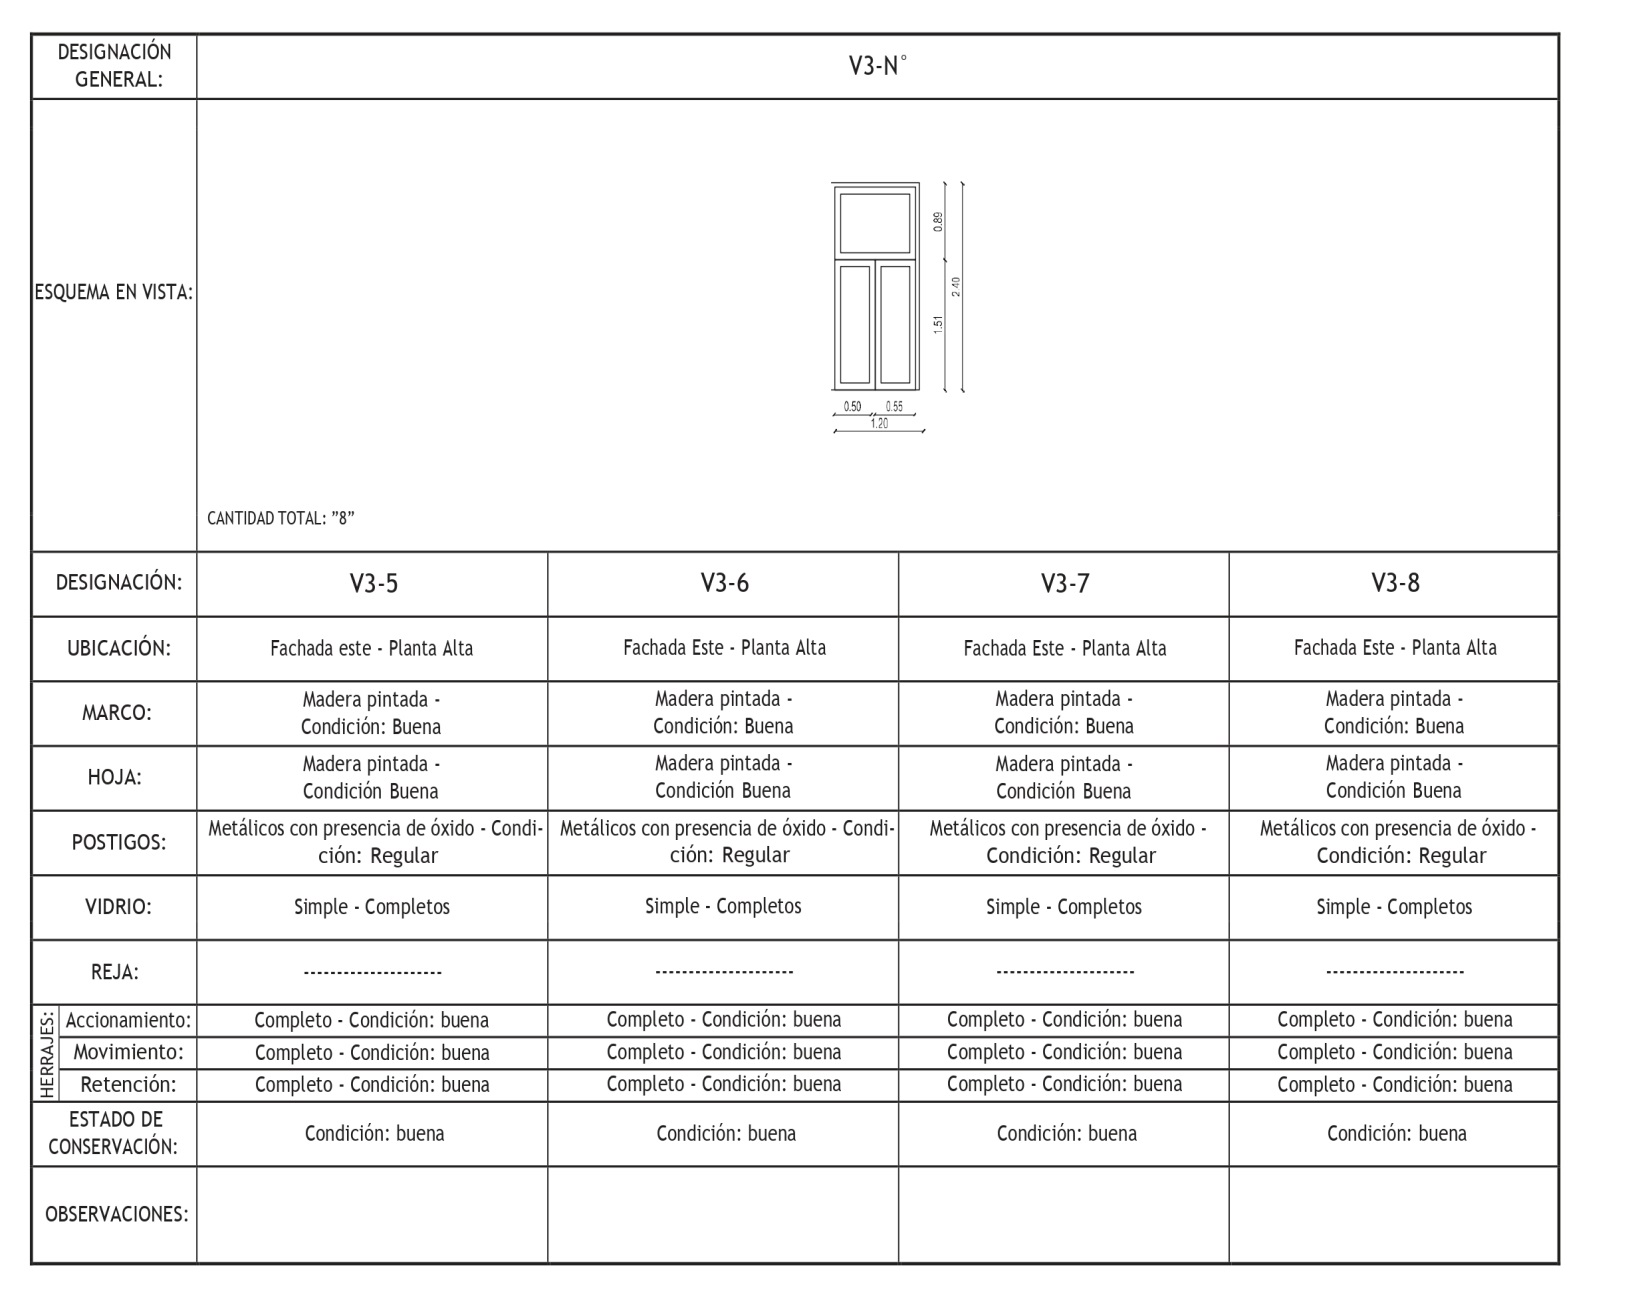 DESIGNACIÓN
GENERAL:
V3-N°
ESQUEMA EN VISTA:
0.89
2.40
1.51
0.50
0.55
1.20
CANTIDAD TOTAL: ”8”
DESIGNACIÓN:
V3-5
V3-6
V3-7
V3-8
UBICACIÓN:
Fachada este - Planta Alta
Fachada Este - Planta Alta
Fachada Este - Planta Alta
Fachada Este - Planta Alta
MARCO:
Madera pintada -
Condición: Buena
Madera pintada -
Condición: Buena
Madera pintada -
Condición: Buena
Madera pintada -
Condición: Buena
HOJA:
Madera pintada -
Condición Buena
Madera pintada -
Condición Buena
Madera pintada -
Condición Buena
Madera pintada -
Condición Buena
POSTIGOS:
Metálicos con presencia de óxido - Condi-
ción: Regular
Metálicos con presencia de óxido - Condi-
ción: Regular
Metálicos con presencia de óxido -
Condición: Regular
Metálicos con presencia de óxido -
Condición: Regular
VIDRIO:
Simple - Completos
Simple - Completos
Simple - Completos
Simple - Completos
REJA:
---------------------
---------------------
---------------------
---------------------
HERRAJES:
Accionamiento:
Completo - Condición: buena
Completo - Condición: buena
Completo - Condición: buena
Completo - Condición: buena
Movimiento:
Completo - Condición: buena
Completo - Condición: buena
Completo - Condición: buena
Completo - Condición: buena
Retención:
Completo - Condición: buena
Completo - Condición: buena
Completo - Condición: buena
Completo - Condición: buena
ESTADO DE
CONSERVACIÓN:
Condición: buena
Condición: buena
Condición: buena
Condición: buena
OBSERVACIONES: